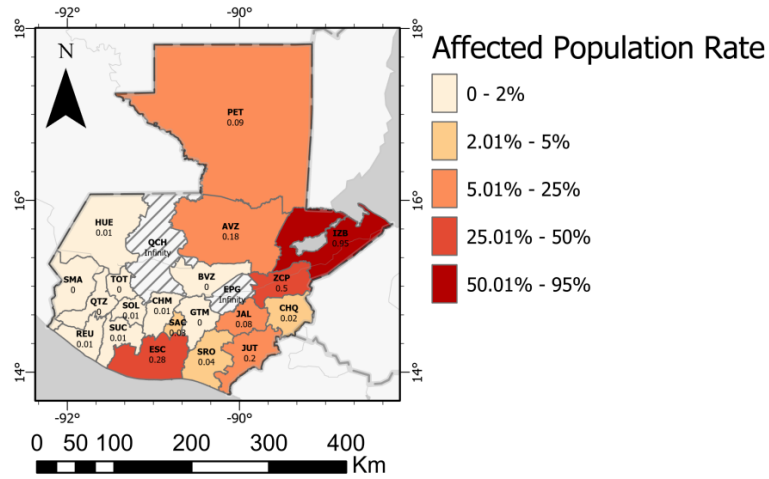 -92°
-90°
18°
18°
N
Affected Population Rate
0 - 2%
2.01% - 5%
5.01% - 25%
25.01% - 50%
50.01% - 95%
PET
0.09
16°
16°
HUE
0.01
QCH
Infinity
AVZ
0.18
IZB
0.95
SMA
0
TOT
0
BVZ
0
EPG
Infinity
ZCP
0.5
QTZ
0
SOL
0.01
CHM
0.01
GTM
0
JAL
0.08
CHQ
0.02
REU
0.01
SUC
0.01
SAC
0.03
ESC
0.28
SRO
0.04
JUT
0.2
14°
14°
-92°
-90°
0 50 100 200 300 400
Km